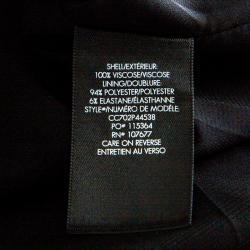 SHELL/EXTÉRIEUR:
100% VISCOSE/VISCOSE
LINING/DOUBLURE:
94% POLYESTER/POLYESTER
6% ELASTANE/ÉLASTHANNE
STYLE#/NUMÉRO DE MODÈLE:
CC702P44538
PO# 115364
RN# 107677
CARE ON REVERSE
ENTRETIEN AU VERSO